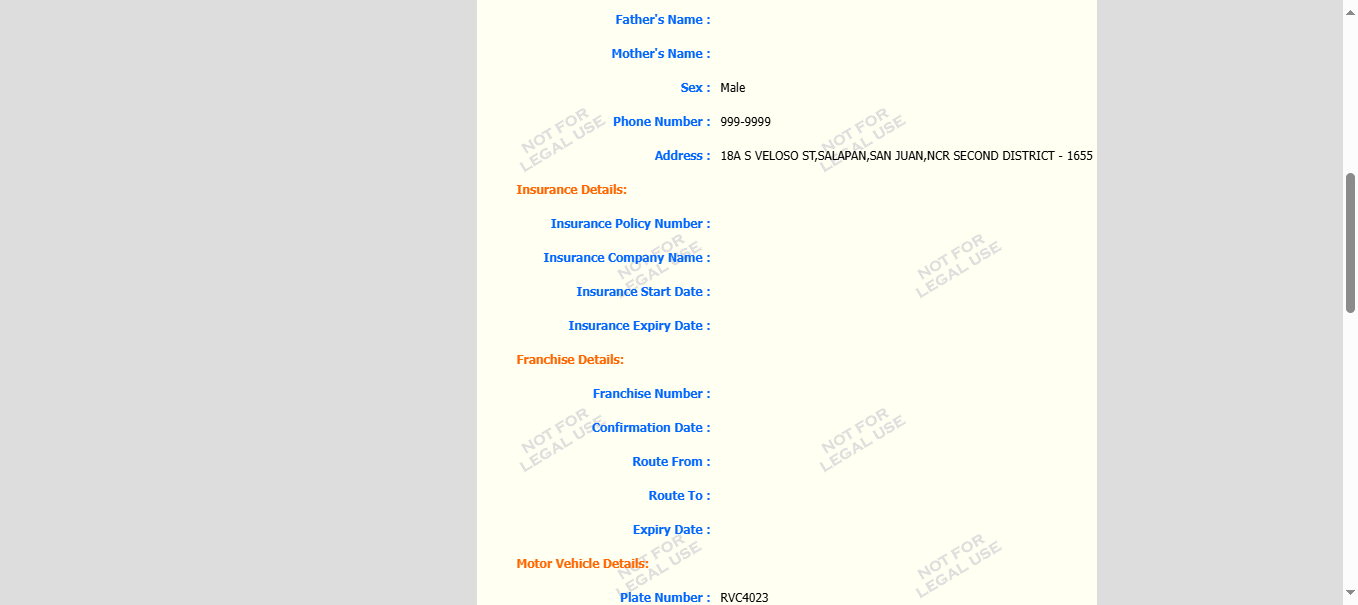 Father's Name :
Mother's Name :
Sex : Male
Phone Number : 999-9999
Address : 18A S VELOSO ST,SALAPAN,SAN JUAN,NCR SECOND DISTRICT - 1655
NOT FOR
LEGAL USE
NOT FOR
LEGAL USE
Insurance Details:
Insurance Policy Number :
Insurance Company Name :
Insurance Start Date :
Insurance Expiry Date :
NOT FOR
LEGAL USE
NOT FOR
LEGAL USE
Franchise Details:
Franchise Number :
Confirmation Date :
Route From :
Route To :
Expiry Date :
NOT FOR
LEGAL USE
NOT FOR
LEGAL USE
Motor Vehicle Details:
Plate Number : RVC4023
NOT FOR
LEGAL USE
NOT FOR
LEGAL USE